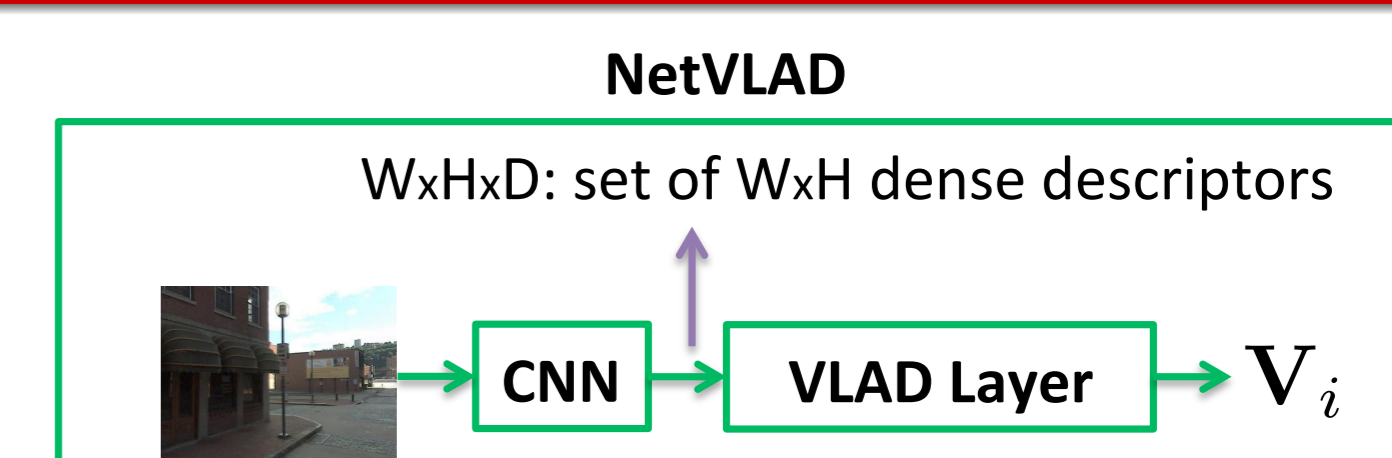 NetVLAD
WxHxD: set of WxH dense descriptors
CNN
VLAD Layer
V_i